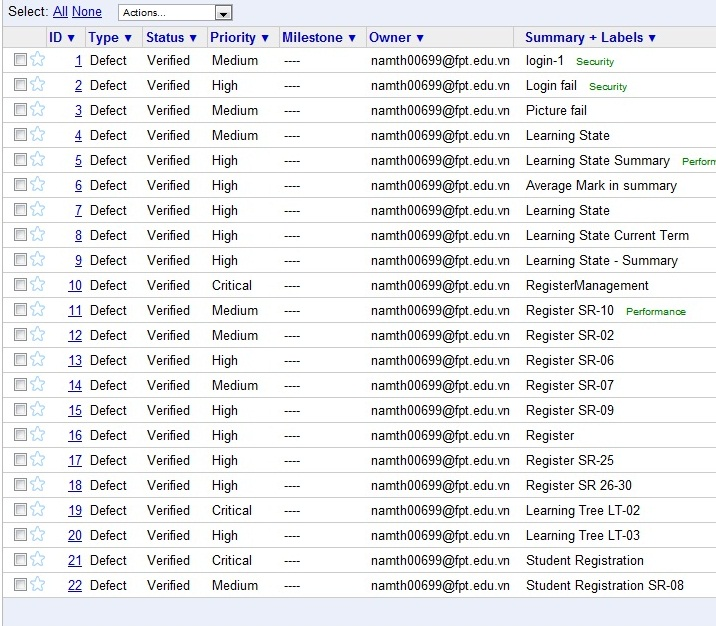 Select: All None Actions...
ID ▼ Type ▼ Status ▼ Priority ▼ Milestone ▼ Owner ▼ Summary + Labels ▼
1 Defect Verified Medium ---- namth00699@fpt.edu.vn login-1 Security
2 Defect Verified High ---- namth00699@fpt.edu.vn Login fail Security
3 Defect Verified Medium ---- namth00699@fpt.edu.vn Picture fail
4 Defect Verified Medium ---- namth00699@fpt.edu.vn Learning State
5 Defect Verified High ---- namth00699@fpt.edu.vn Learning State Summary Perform
6 Defect Verified High ---- namth00699@fpt.edu.vn Average Mark in summary
7 Defect Verified High ---- namth00699@fpt.edu.vn Learning State
8 Defect Verified High ---- namth00699@fpt.edu.vn Learning State Current Term
9 Defect Verified High ---- namth00699@fpt.edu.vn Learning State - Summary
10 Defect Verified Critical ---- namth00699@fpt.edu.vn RegisterManagement
11 Defect Verified Medium ---- namth00699@fpt.edu.vn Register SR-10 Performance
12 Defect Verified Medium ---- namth00699@fpt.edu.vn Register SR-02
13 Defect Verified High ---- namth00699@fpt.edu.vn Register SR-06
14 Defect Verified Medium ---- namth00699@fpt.edu.vn Register SR-07
15 Defect Verified High ---- namth00699@fpt.edu.vn Register SR-09
16 Defect Verified High ---- namth00699@fpt.edu.vn Register
17 Defect Verified High ---- namth00699@fpt.edu.vn Register SR-25
18 Defect Verified High ---- namth00699@fpt.edu.vn Register SR 26-30
19 Defect Verified Critical ---- namth00699@fpt.edu.vn Learning Tree LT-02
20 Defect Verified High ---- namth00699@fpt.edu.vn Learning Tree LT-03
21 Defect Verified Critical ---- namth00699@fpt.edu.vn Student Registration
22 Defect Verified Medium ---- namth00699@fpt.edu.vn Student Registration SR-08